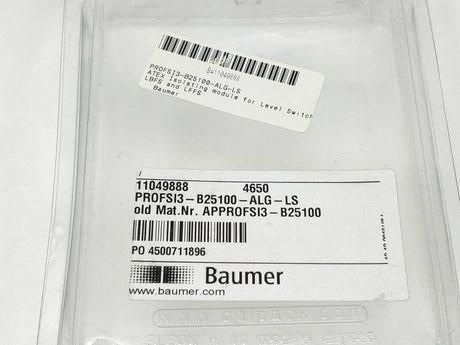 BA11049888
PROFSI3-B25100-ALG-LS
ATEX Isolating module for Level Switch
LBFS and LFFS
Baumer
11049888 4650
PROFSI3-B25100-ALG-LS
old Mat.Nr. APPROFSI3-B25100
PO 4500711896
Baumer
www.baumer.com